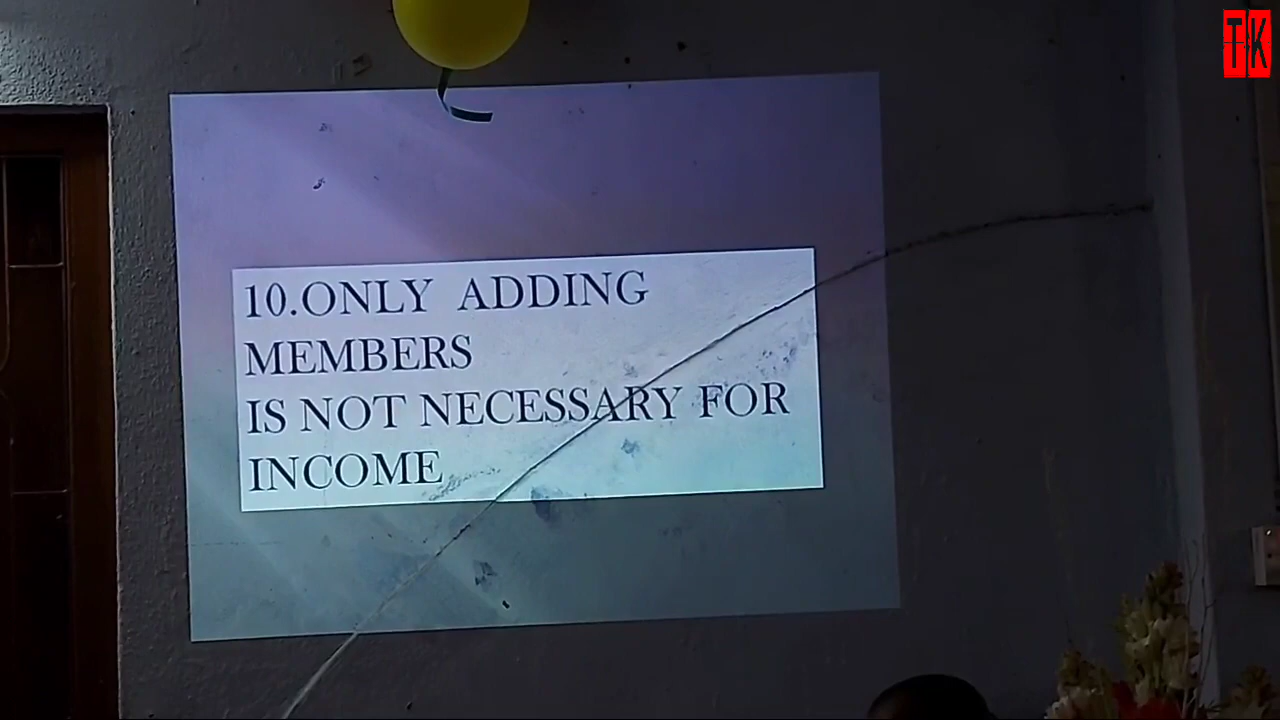 TK
10.ONLY ADDING
MEMBERS
IS NOT NECESSARY FOR
INCOME